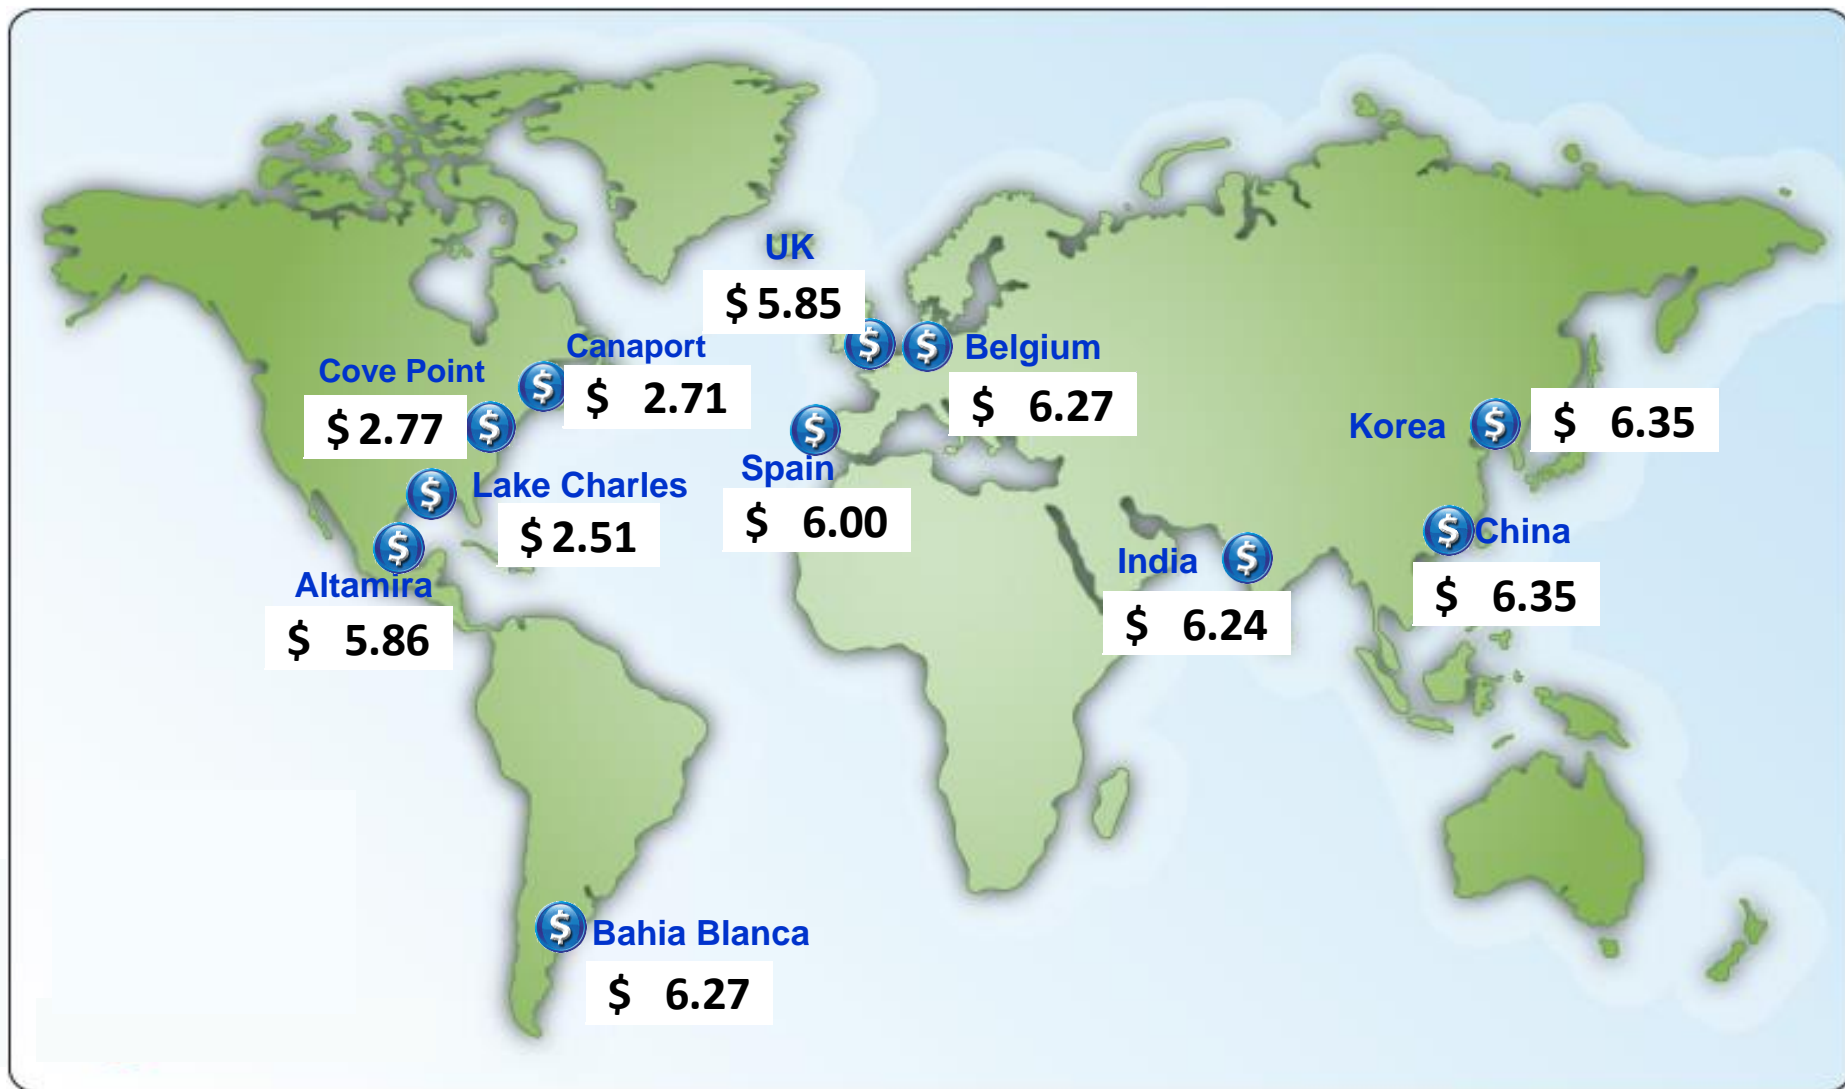 UK
$ 5.85
Canaport
$ 2.71
Cove Point
$ 2.77
Belgium
$ 6.27
Korea
$ 6.35
Spain
$ 6.00
Lake Charles
$ 2.51
China
$ 6.35
India
$ 6.24
Altamira
$ 5.86
Bahia Blanca
$ 6.27
$
$
$
$
$
$
$
$
$
$
$